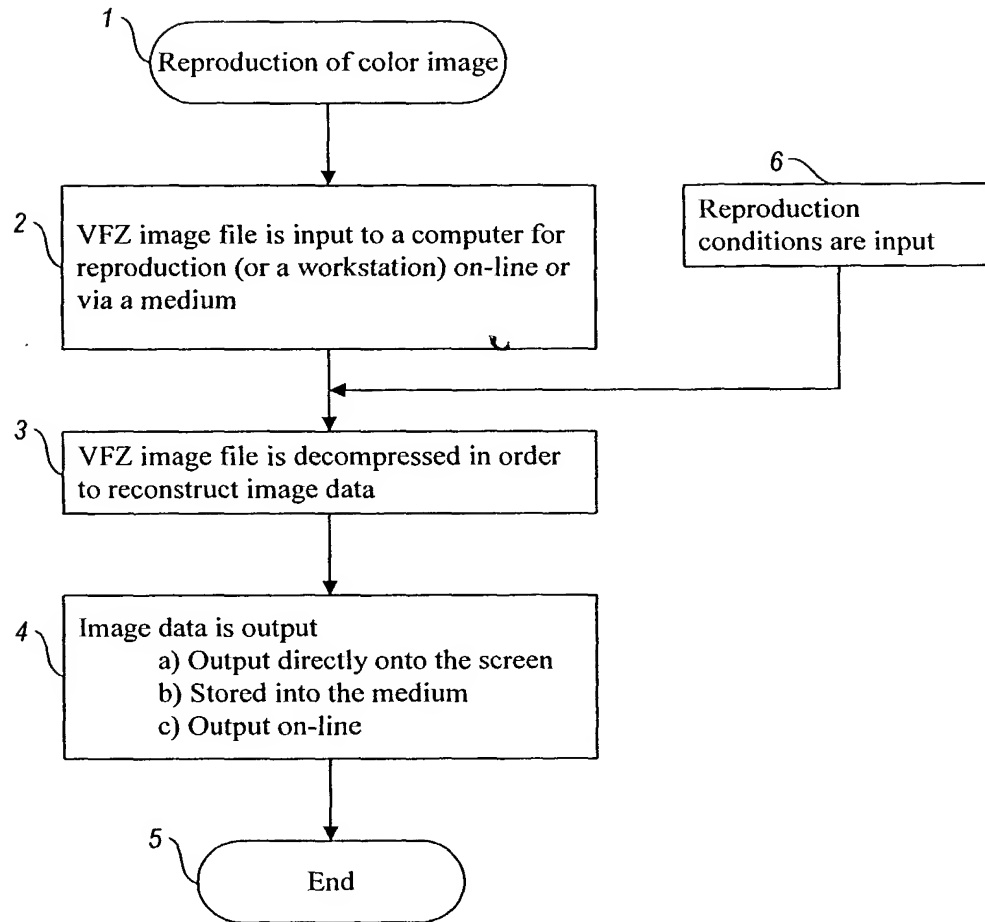 1
Reproduction of color image
6
Reproduction
conditions are input
2
VFZ image file is input to a computer for
reproduction (or a workstation) on-line or
via a medium
3
VFZ image file is decompressed in order
to reconstruct image data
4
Image data is output
a) Output directly onto the screen
b) Stored into the medium
c) Output on-line
5
End